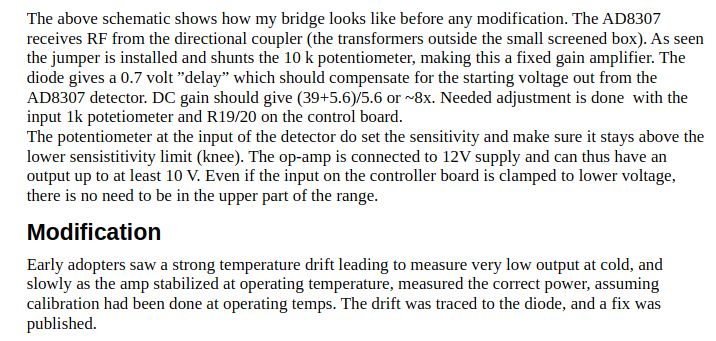 The above schematic shows how my bridge looks like before any modification. The AD8307
receives RF from the directional coupler (the transformers outside the small screened box). As seen
the jumper is installed and shunts the 10 k potentiometer, making this a fixed gain amplifier. The
diode gives a 0.7 volt ”delay” which should compensate for the starting voltage out from the
AD8307 detector. DC gain should give (39+5.6)/5.6 or ~8x. Needed adjustment is done  with the
input 1k potetiometer and R19/20 on the control board.
The potentiometer at the input of the detector do set the sensitivity and make sure it stays above the
lower sensistitivity limit (knee). The op-amp is connected to 12V supply and can thus have an
output up to at least 10 V. Even if the input on the controller board is clamped to lower voltage,
there is no need to be in the upper part of the range.
Modification
Early adopters saw a strong temperature drift leading to measure very low output at cold, and
slowly as the amp stabilized at operating temperature, measured the correct power, assuming
calibration had been done at operating temps. The drift was traced to the diode, and a fix was
published.